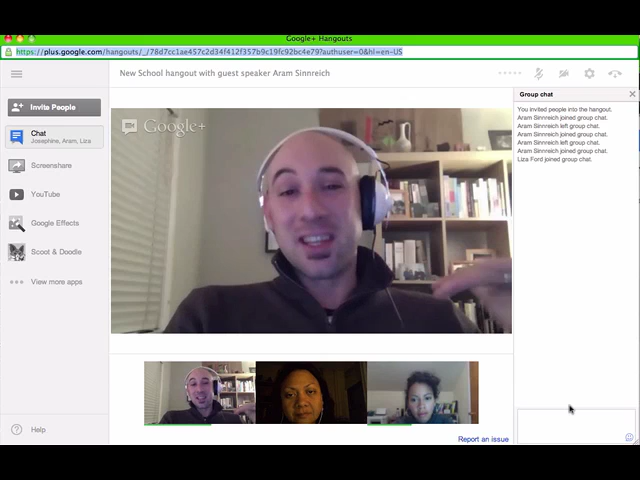 Google+ Hangouts
https://plus.google.com/hangouts/_/78d7cc1ae457c2d34f412f357b9c19fc92bc4e79?authuser=0&hl=en-US
New School hangout with guest speaker Aram Sinnreich
Invite People
Chat
Josephine, Aram, Liza
Screenshare
YouTube
Google Effects
Scoot & Doodle
View more apps
Help
Google+
Report an issue
Group chat
You invited people into the hangout.
Aram Sinnreich joined group chat.
Aram Sinnreich left group chat.
Aram Sinnreich joined group chat.
Aram Sinnreich left group chat.
Aram Sinnreich joined group chat.
Liza Ford joined group chat.